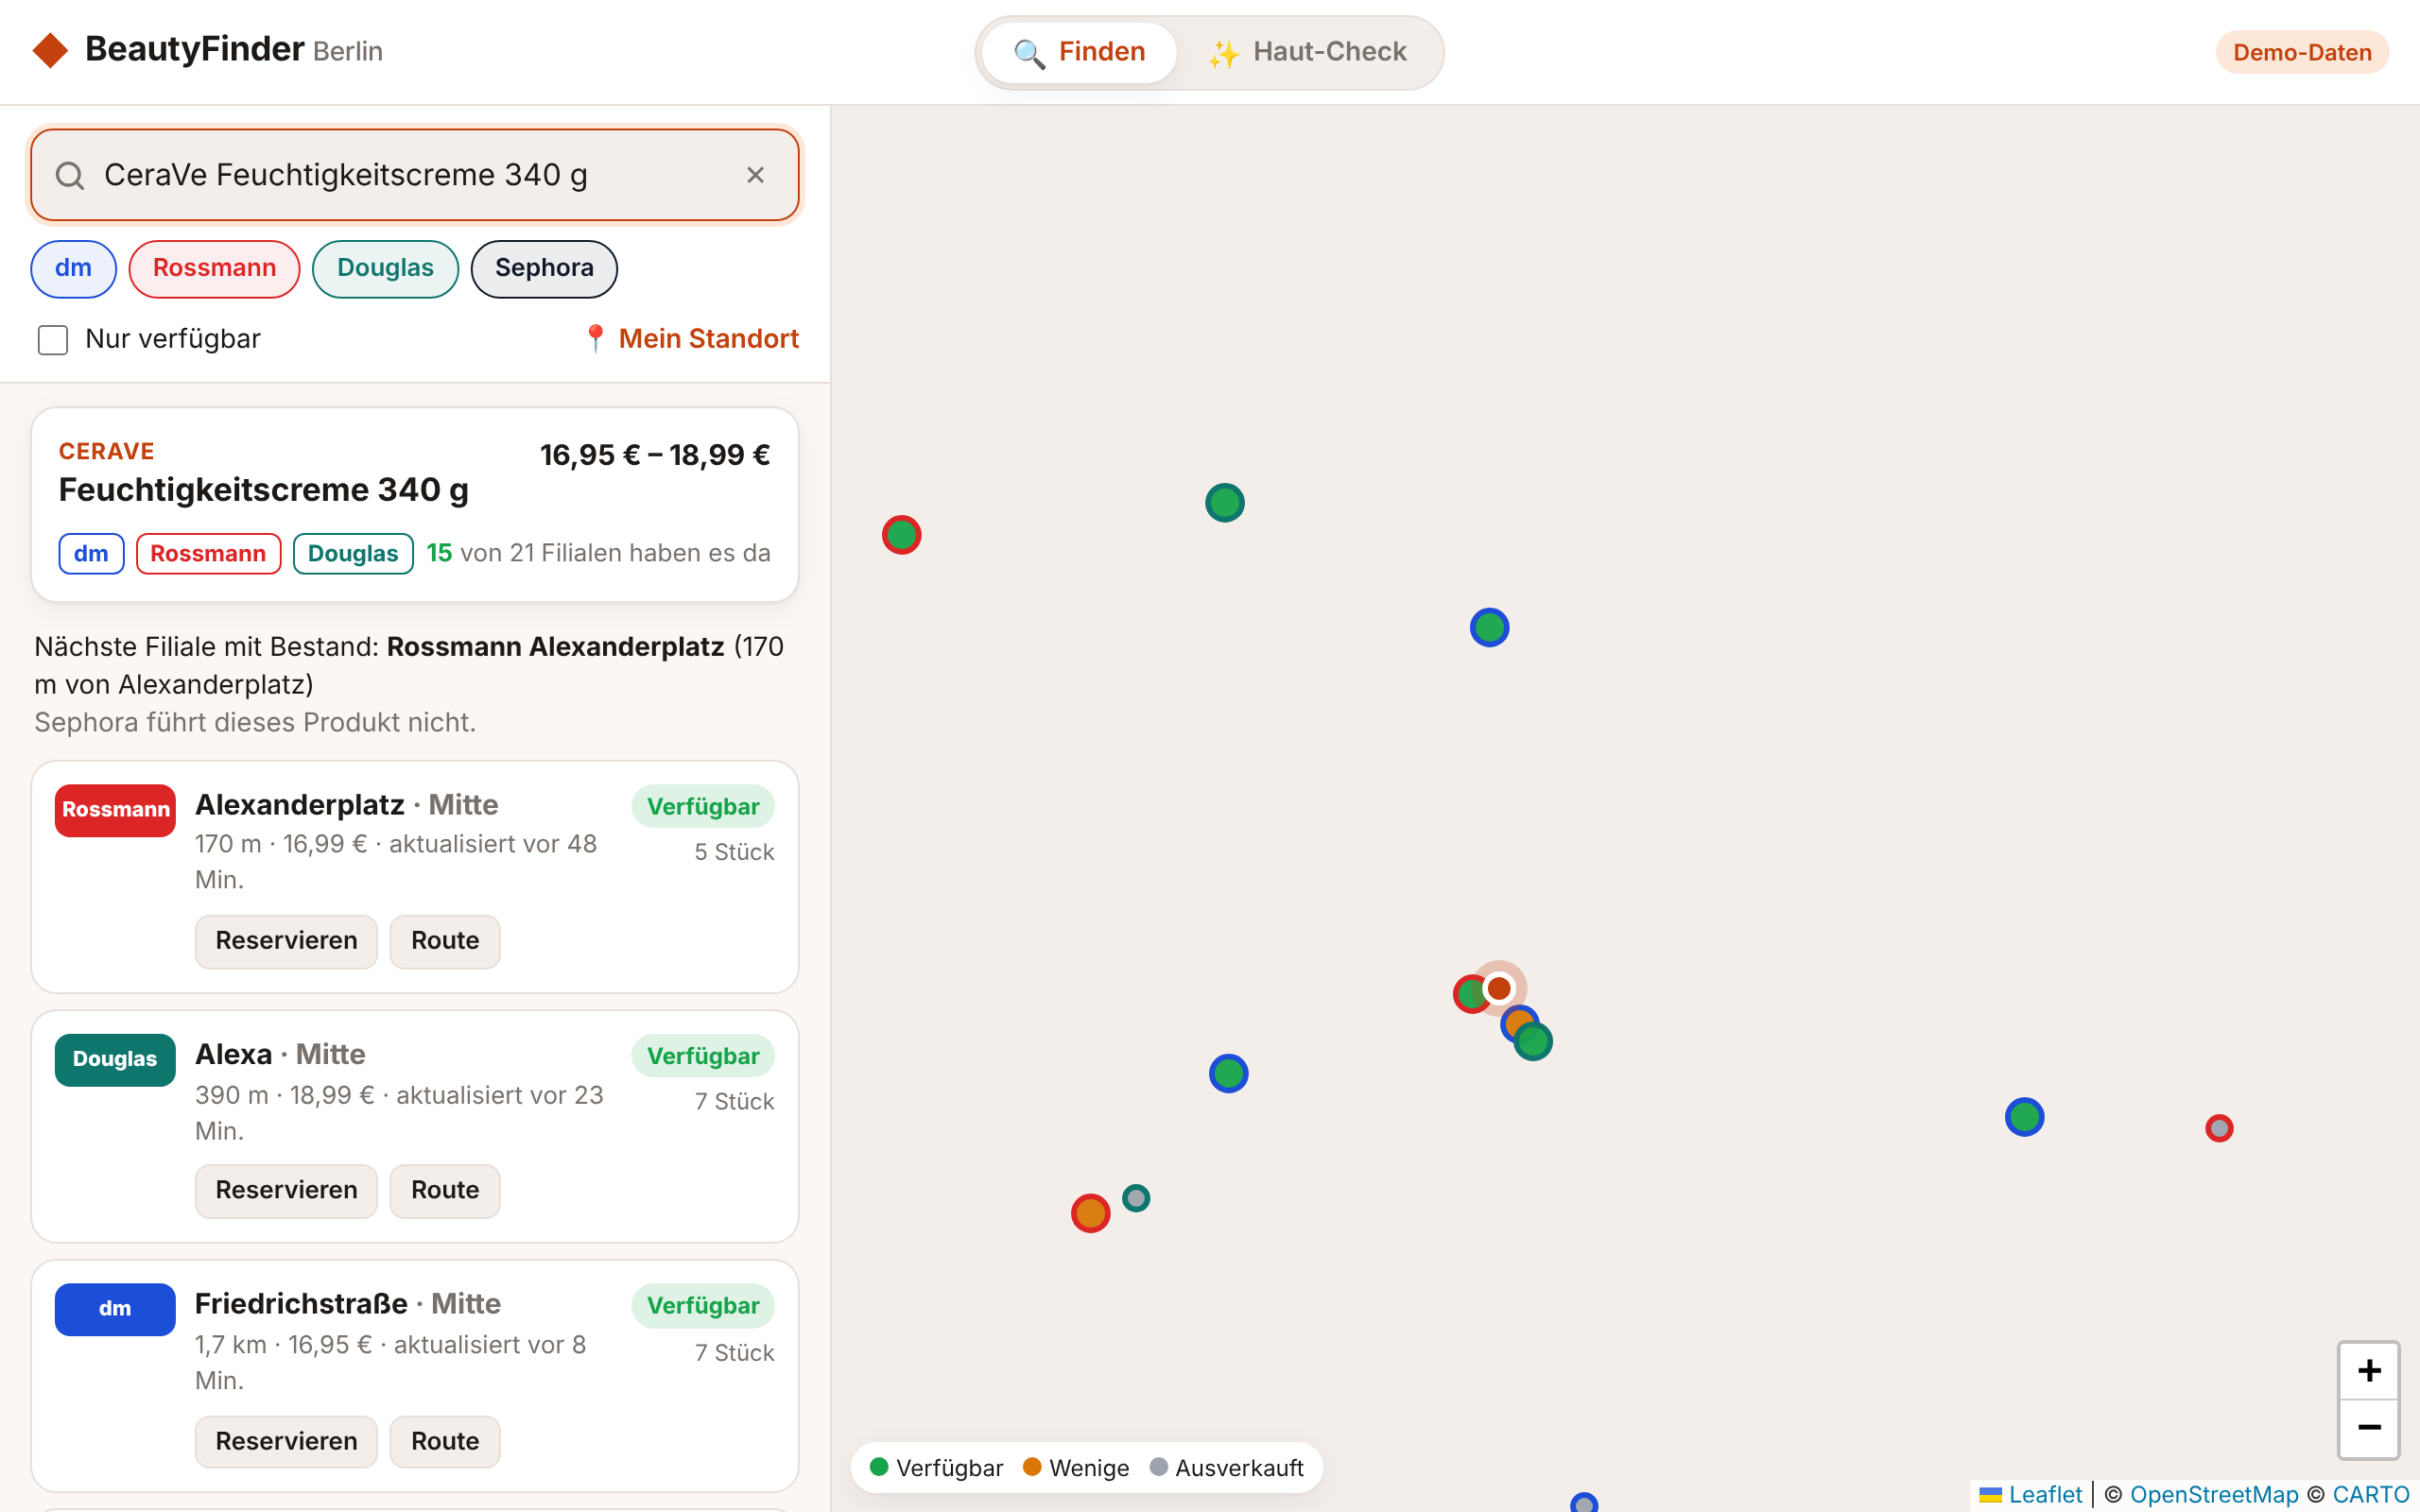 BeautyFinder Berlin
🔍 Finden
✨ Haut-Check
Demo-Daten
CeraVe Feuchtigkeitscreme 340 g ×
dm Rossmann Douglas Sephora
Nur verfügbar
📍 Mein Standort
CERAVE
16,95 € – 18,99 €
Feuchtigkeitscreme 340 g
dm Rossmann Douglas 15 von 21 Filialen haben es da
Nächste Filiale mit Bestand: Rossmann Alexanderplatz (170
m von Alexanderplatz)
Sephora führt dieses Produkt nicht.
Rossmann
Alexanderplatz · Mitte
Verfügbar
170 m · 16,99 € · aktualisiert vor 48
Min.
5 Stück
Reservieren
Route
Douglas
Alexa · Mitte
Verfügbar
390 m · 18,99 € · aktualisiert vor 23
Min.
7 Stück
Reservieren
Route
dm
Friedrichstraße · Mitte
Verfügbar
1,7 km · 16,95 € · aktualisiert vor 8
Min.
7 Stück
Reservieren
Route
Verfügbar Wenige Ausverkauft
+
−
Leaflet | © OpenStreetMap © CARTO